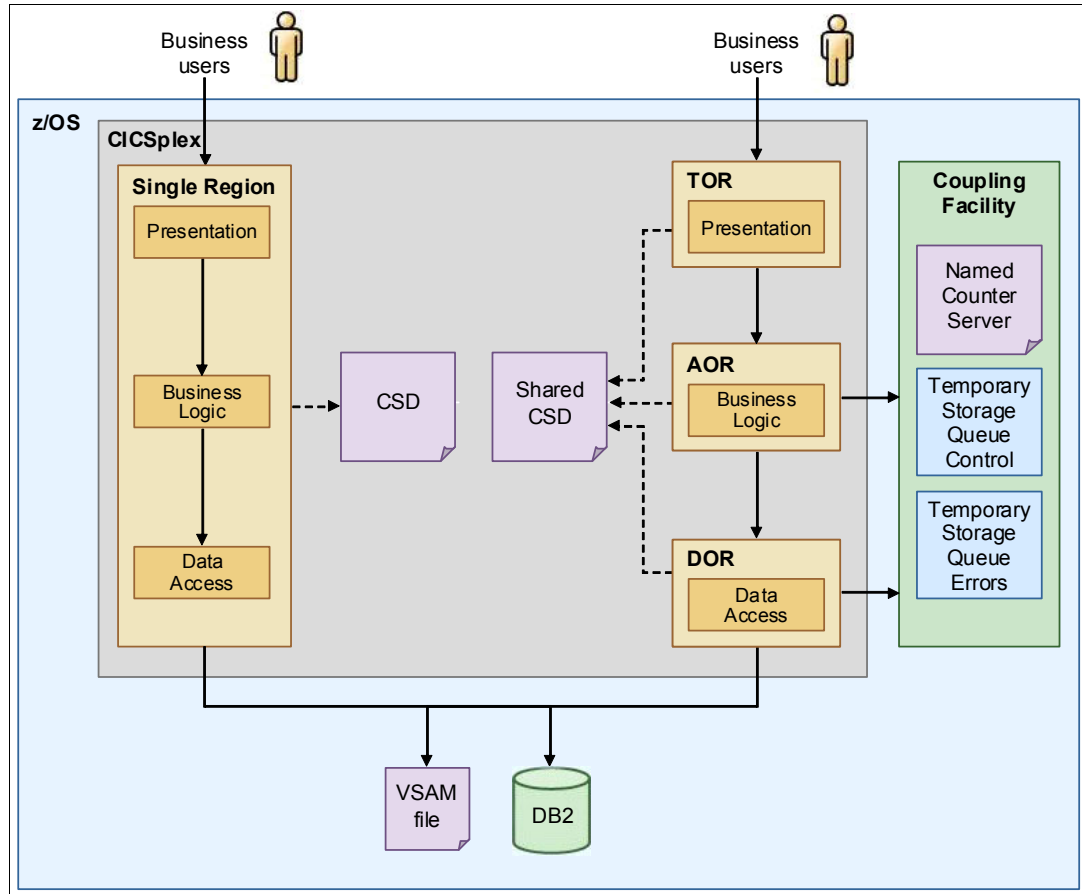 Business
users
Business
users
z/OS
CICSplex
Single Region
Presentation
Business
Logic
Data
Access
CSD
Shared
CSD
TOR
Presentation
AOR
Business
Logic
DOR
Data
Access
Coupling
Facility
Named
Counter
Server
Temporary
Storage
Queue
Control
Temporary
Storage
Queue
Errors
VSAM
file
DB2